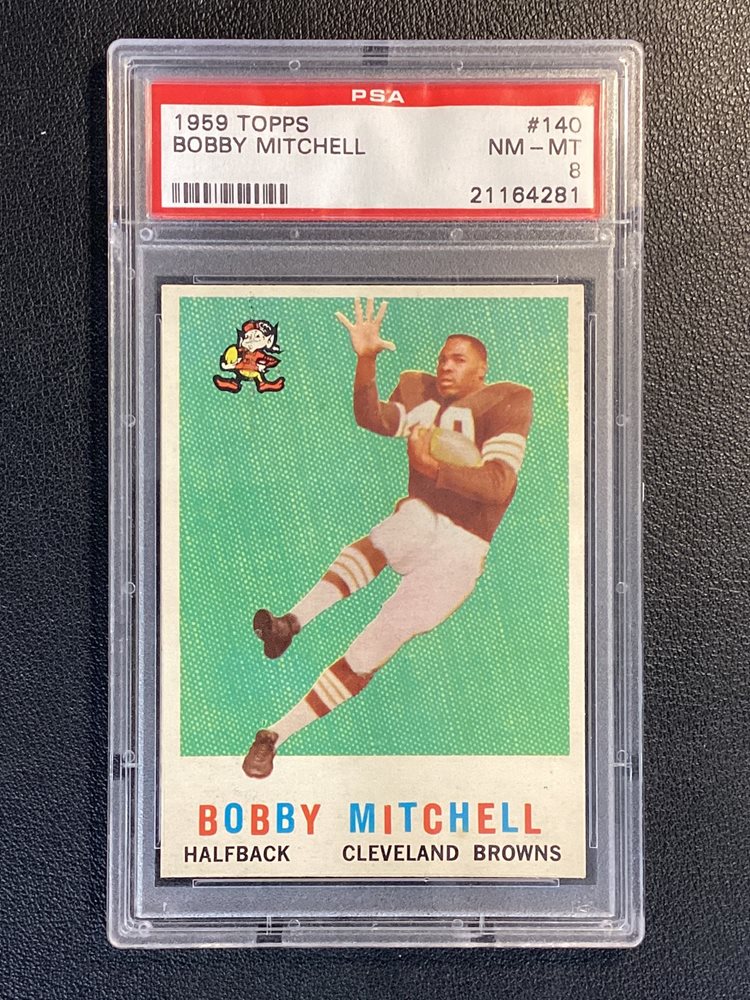 PSA
1959 TOPPS #140
BOBBY MITCHELL NM - MT
8
21164281
BOBBY MITCHELL
HALFBACK CLEVELAND BROWNS